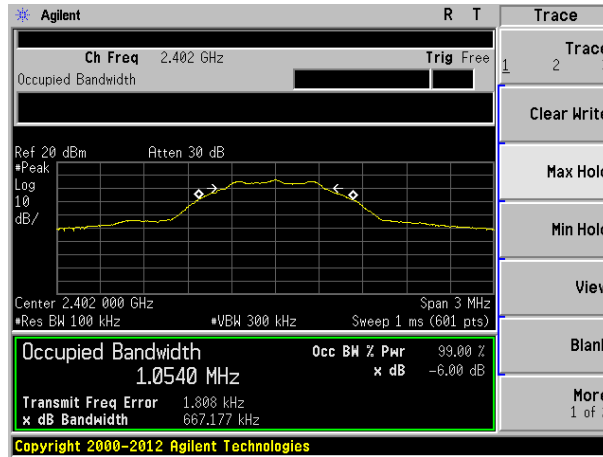 Agilent R T Trace
Ch Freq 2.402 GHz Trig Free
Occupied Bandwidth
Trace
1 2
Clear Write
Max Hold
Min Hold
View
Blank
More
1 of
Ref 20 dBm Atten 30 dB
#Peak
Log
10
dB/
Center 2.402 000 GHz Span 3 MHz
#Res BW 100 kHz #VBW 300 kHz Sweep 1 ms (601 pts)
Occupied Bandwidth Occ BW % Pwr 99.00 %
1.0540 MHz x dB -6.00 dB
Transmit Freq Error 1.808 kHz
x dB Bandwidth 667.177 kHz
Copyright 2000-2012 Agilent Technologies